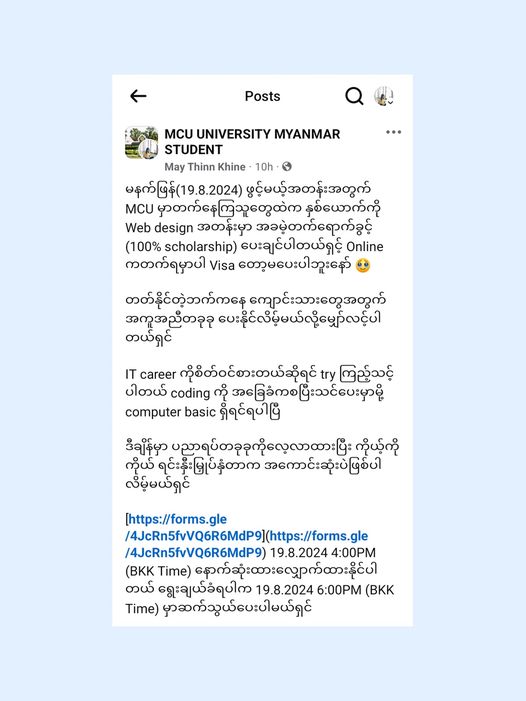 Posts
MCU UNIVERSITY MYANMAR
STUDENT
May Thinn Khine · 10h ·
မနက်ဖြန်(19.8.2024) ဖွင့်မယ့်အတန်းအတွက်
MCU မှာတက်နေကြသူတွေထဲက နှစ်ယောက်ကို
Web design အတန်းမှာ အခမဲ့တက်ရောက်ခွင့်
(100% scholarship) ပေးချင်ပါတယ်ရှင့် Online
ကတက်ရမှာပါ Visa တော့မပေးပါဘူးနော် 🥹
တတ်နိုင်တဲ့ဘက်ကနေ ကျောင်းသားတွေအတွက်
အကူအညီတခုခု ပေးနိုင်လိမ့်မယ်လို့မျှော်လင့်ပါ
တယ်ရှင်
IT career ကိုစိတ်ဝင်စားတယ်ဆိုရင် try ကြည့်သင့်
ပါတယ် coding ကို အခြေခံကစပြီးသင်ပေးမှာမို့
computer basic ရှိရင်ရပါပြီ
ဒီချိန်မှာ ပညာရပ်တခုခုကိုလေ့လာထားပြီး ကိုယ့်ကို
ကိုယ် ရင်းနှီးမြှုပ်နှံတာက အကောင်းဆုံးပဲဖြစ်ပါ
လိမ့်မယ်ရှင်
[https://forms.gle
/4JcRn5fvVQ6R6MdP9](https://forms.gle
/4JcRn5fvVQ6R6MdP9) 19.8.2024 4:00PM
(BKK Time) နောက်ဆုံးထားလျှောက်ထားနိုင်ပါ
တယ် ရွေးချယ်ခံရပါက 19.8.2024 6:00PM (BKK
Time) မှာဆက်သွယ်ပေးပါမယ်ရှင်